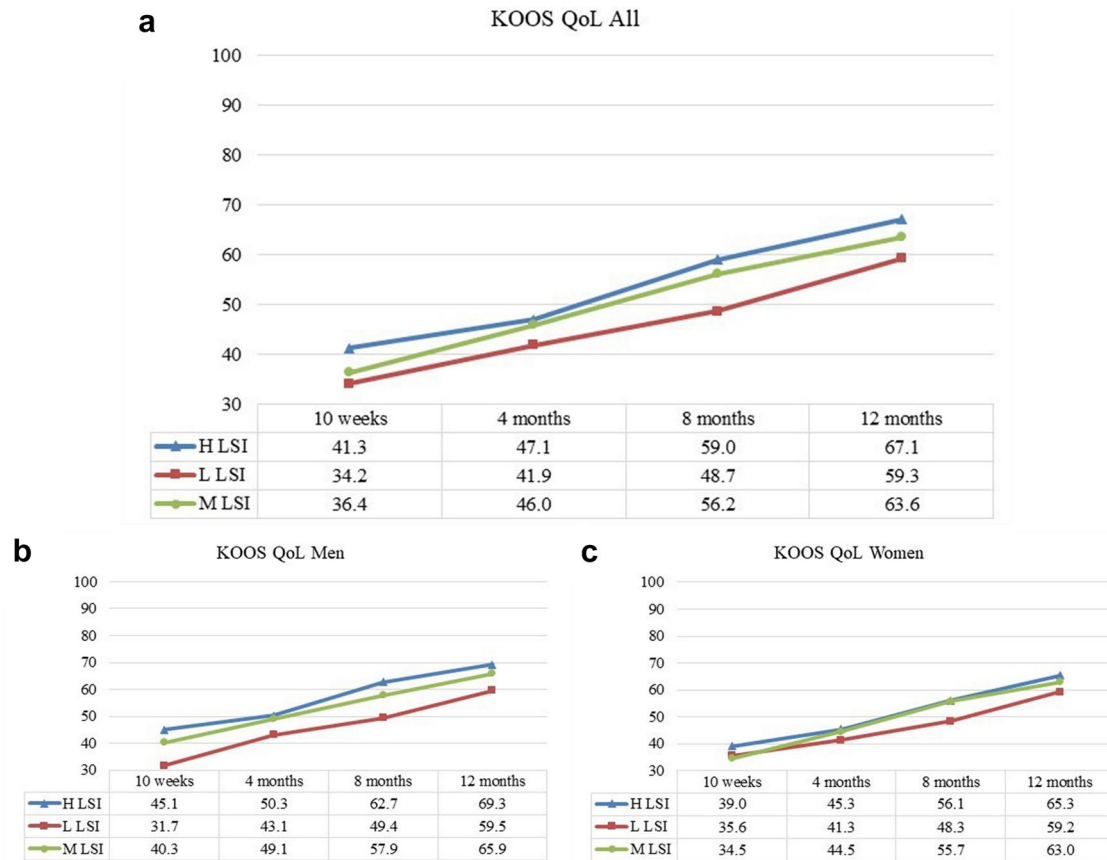 a
KOOS QoL All
100
90
80
70
60
50
40
30
10 weeks 4 months 8 months 12 months
H LSI 41.3 47.1 59.0 67.1
L LSI 34.2 41.9 48.7 59.3
M LSI 36.4 46.0 56.2 63.6
b
KOOS QoL Men
100
90
80
70
60
50
40
30
10 weeks 4 months 8 months 12 months
H LSI 45.1 50.3 62.7 69.3
L LSI 31.7 43.1 49.4 59.5
M LSI 40.3 49.1 57.9 65.9
c
KOOS QoL Women
100
90
80
70
60
50
40
30
10 weeks 4 months 8 months 12 months
H LSI 39.0 45.3 56.1 65.3
L LSI 35.6 41.3 48.3 59.2
M LSI 34.5 44.5 55.7 63.0